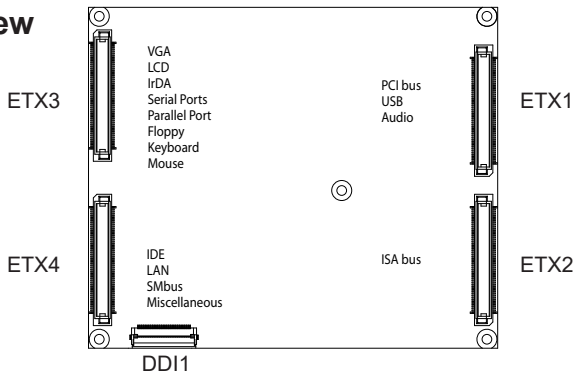 ew
ETX3
VGA
LCD
IrDA
Serial Ports
Parallel Port
Floppy
Keyboard
Mouse
PCI bus
USB
Audio
ETX1
ETX4
IDE
LAN
SMbus
Miscellaneous
ISA bus
ETX2
DDI1